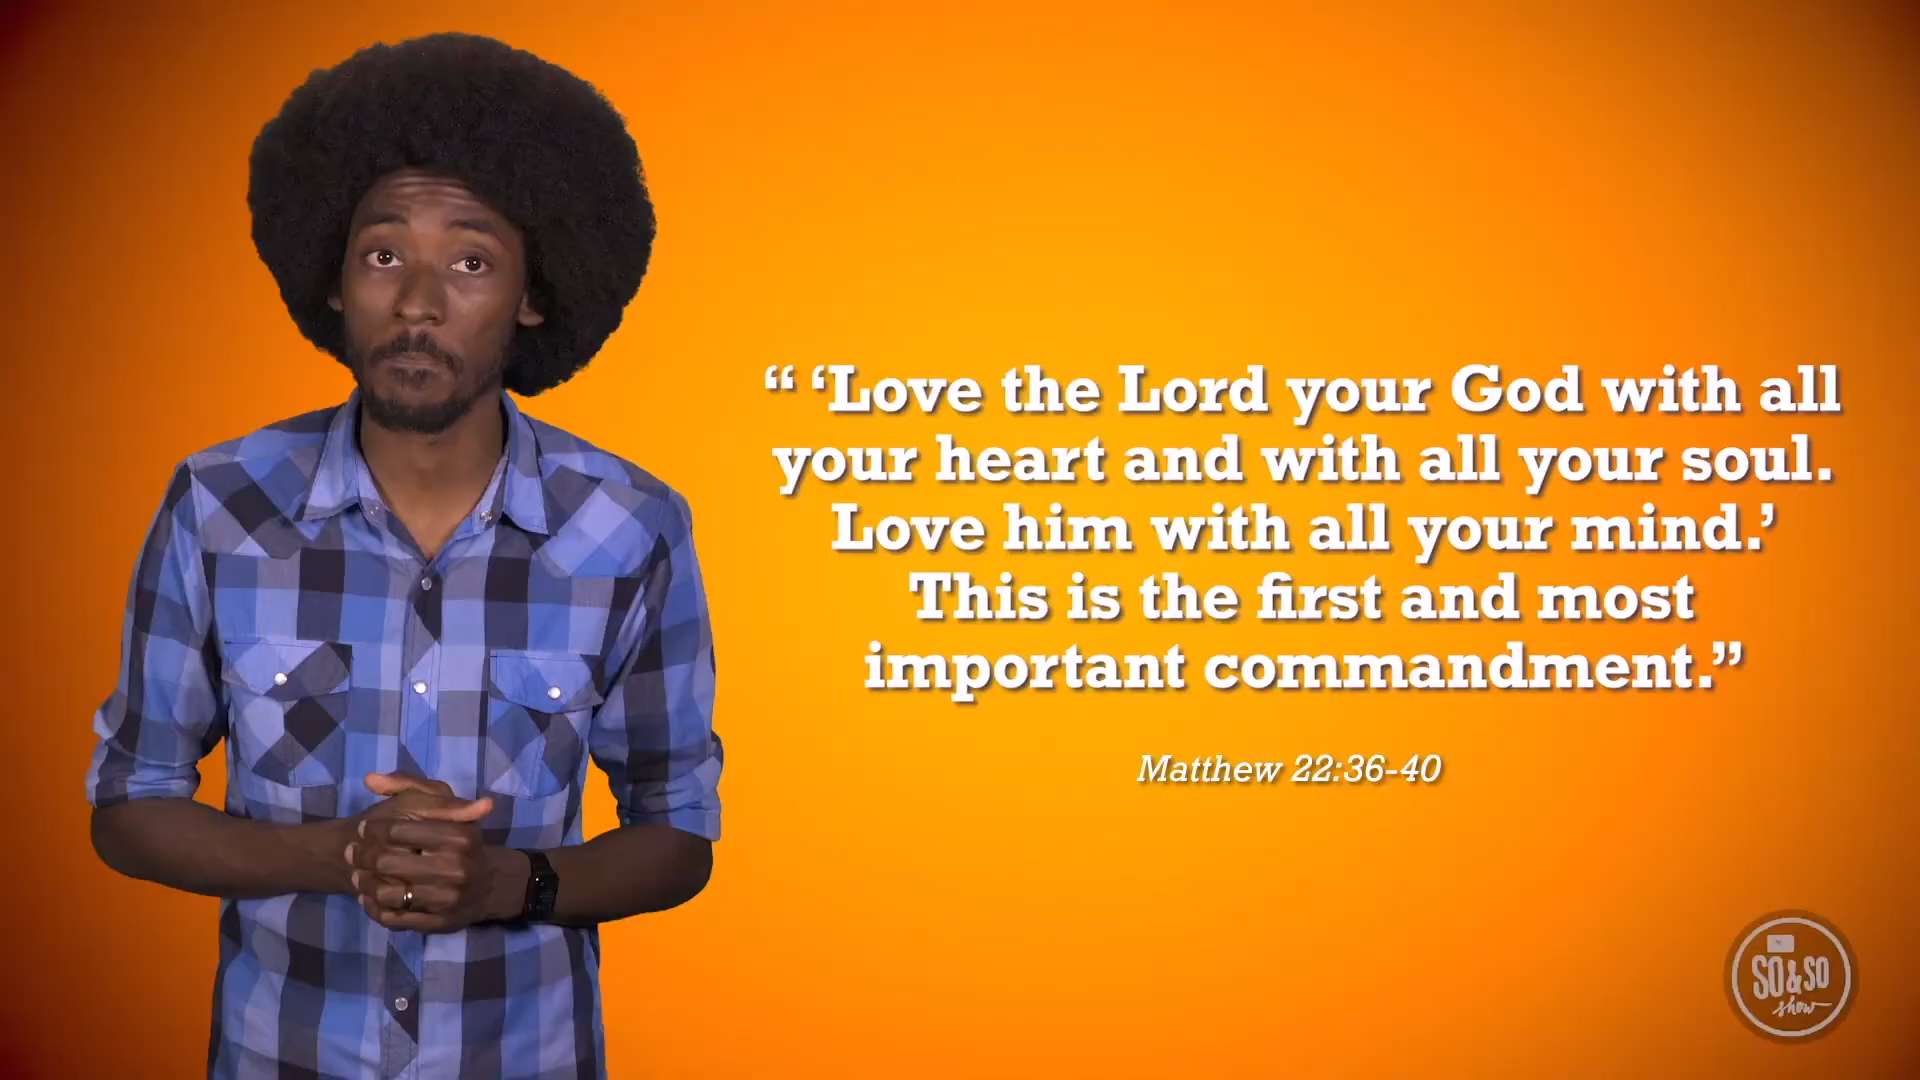 “ ‘Love the Lord your God with all
your heart and with all your soul.
Love him with all your mind.’
This is the first and most
important commandment.”
Matthew 22:36-40
SO & SO
show